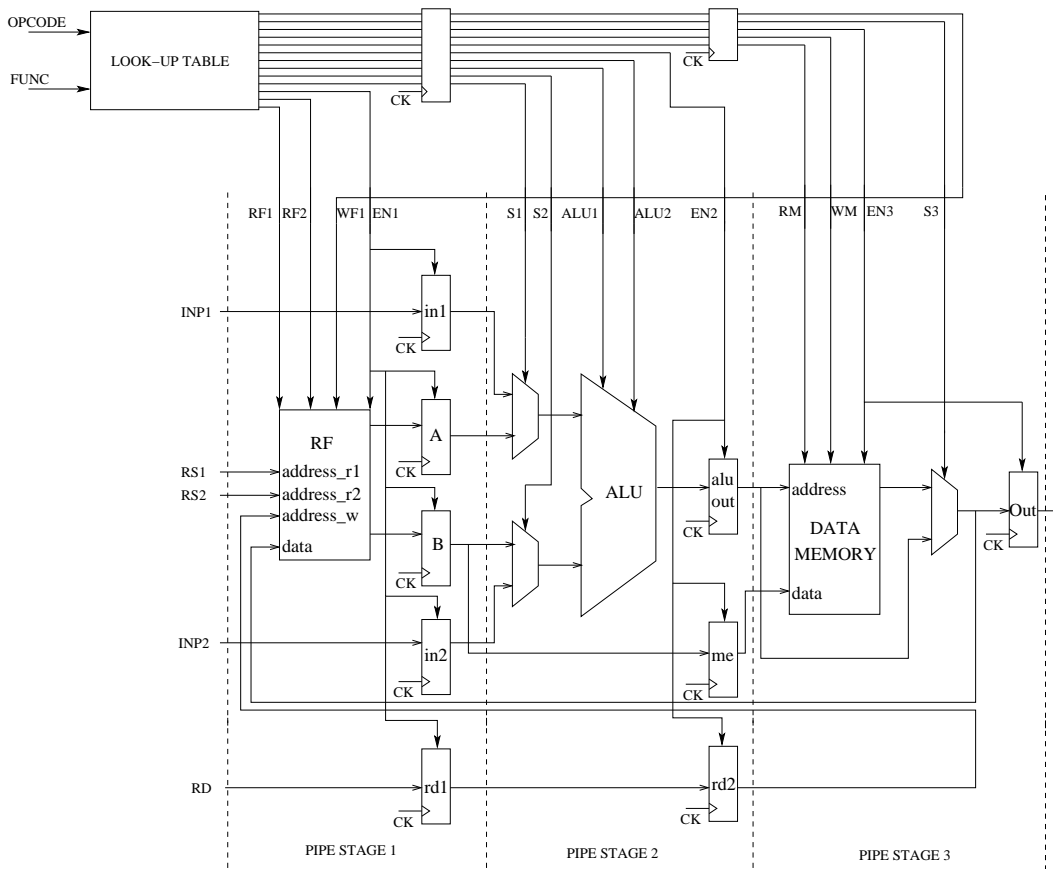 OPCODE
FUNC
LOOK−UP TABLE
CK
CK
RF1
RF2
WF1
EN1
S1
S2
ALU1
ALU2
EN2
RM
WM
EN3
S3
INP1
in1
CK
RF
A
CK
RS1
address_r1
RS2
address_r2
address_w
data
B
CK
ALU
alu
out
CK
address
DATA
MEMORY
data
Out
CK
INP2
in2
CK
me
CK
RD
rd1
CK
rd2
CK
PIPE STAGE 1
PIPE STAGE 2
PIPE STAGE 3